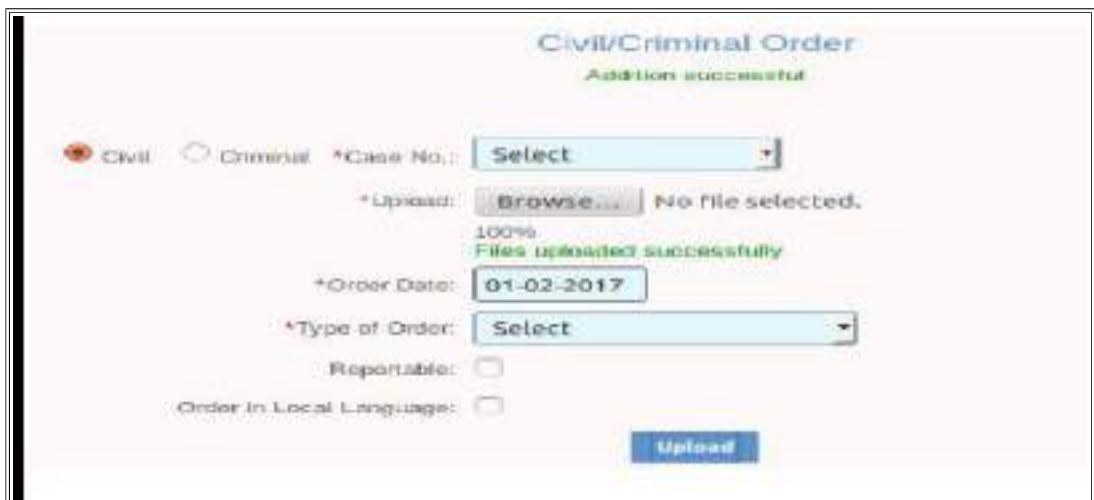 Civil/Criminal Order
Addition successful
Civil Criminal *Case No.: Select
*Upload: Browse... No file selected.
100%
Files uploaded successfully
*Order Date: 01-02-2017
*Type of Order: Select
Reportable:
Order in Local Language:
Upload